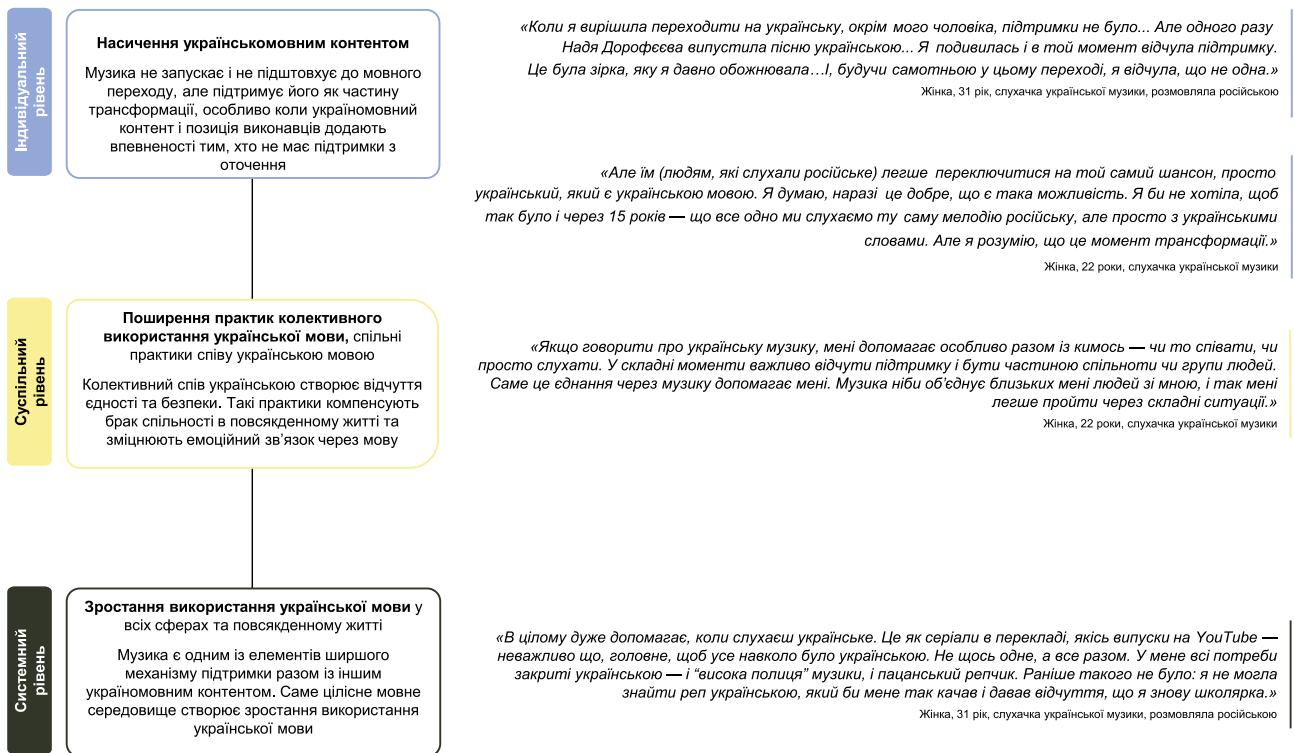 Індивідуальний
рівень
Насичення українськомовним контентом
Музика не запускає і не підштовхує до мовного
переходу, але підтримує його як частину
трансформації, особливо коли україномовний
контент і позиція виконавців додають
впевненості тим, хто не має підтримки з
оточення
«Коли я вирішила переходити на українську, окрім мого чоловіка, підтримки не було... Але одного разу
Надя Дорофєєва випустила пісню українською... Я подивилась і в той момент відчула підтримку.
Це була зірка, яку я давно обожнювала…І, будучи самотньою у цьому переході, я відчула, що не одна.»
Жінка, 31 рік, слухачка української музики, розмовляла російською
«Але їм (людям, які слухали російське) легше переключитися на той самий шансон, просто
український, який є українською мовою. Я думаю, наразі це добре, що є така можливість. Я би не хотіла, щоб
так було і через 15 років — що все одно ми слухаємо ту саму мелодію російську, але просто з українськими
словами. Але я розумію, що це момент трансформації.»
Жінка, 22 роки, слухачка української музики
Суспільний
рівень
Поширення практик колективного
використання української мови, спільні
практики співу українською мовою
Колективний спів українською створює відчуття
єдності та безпеки. Такі практики компенсують
брак спільності в повсякденному житті та
зміцнюють емоційний зв’язок через мову
«Якщо говорити про українську музику, мені допомагає особливо разом із кимось — чи то співати, чи
просто слухати. У складні моменти важливо відчути підтримку і бути частиною спільноти чи групи людей.
Саме це єднання через музику допомагає мені. Музика ніби об’єднує близьких мені людей зі мною, і так мені
легше пройти через складні ситуації.»
Жінка, 22 роки, слухачка української музики
Системний
рівень
Зростання використання української мови у
всіх сферах та повсякденному житті
Музика є одним із елементів ширшого
механізму підтримки разом із іншим
україномовним контентом. Саме цілісне мовне
середовище створює зростання використання
української мови
«В цілому дуже допомагає, коли слухаєш українське. Це як серіали в перекладі, якісь випуски на YouTube —
неважливо що, головне, щоб усе навколо було українською. Не щось одне, а все разом. У мене всі потреби
закриті українською — і “висока полиця” музики, і пацанський репчик. Раніше такого не було: я не могла
знайти реп українською, який би мене так качав і давав відчуття, що я знову школярка.»
Жінка, 31 рік, слухачка української музики, розмовляла російською